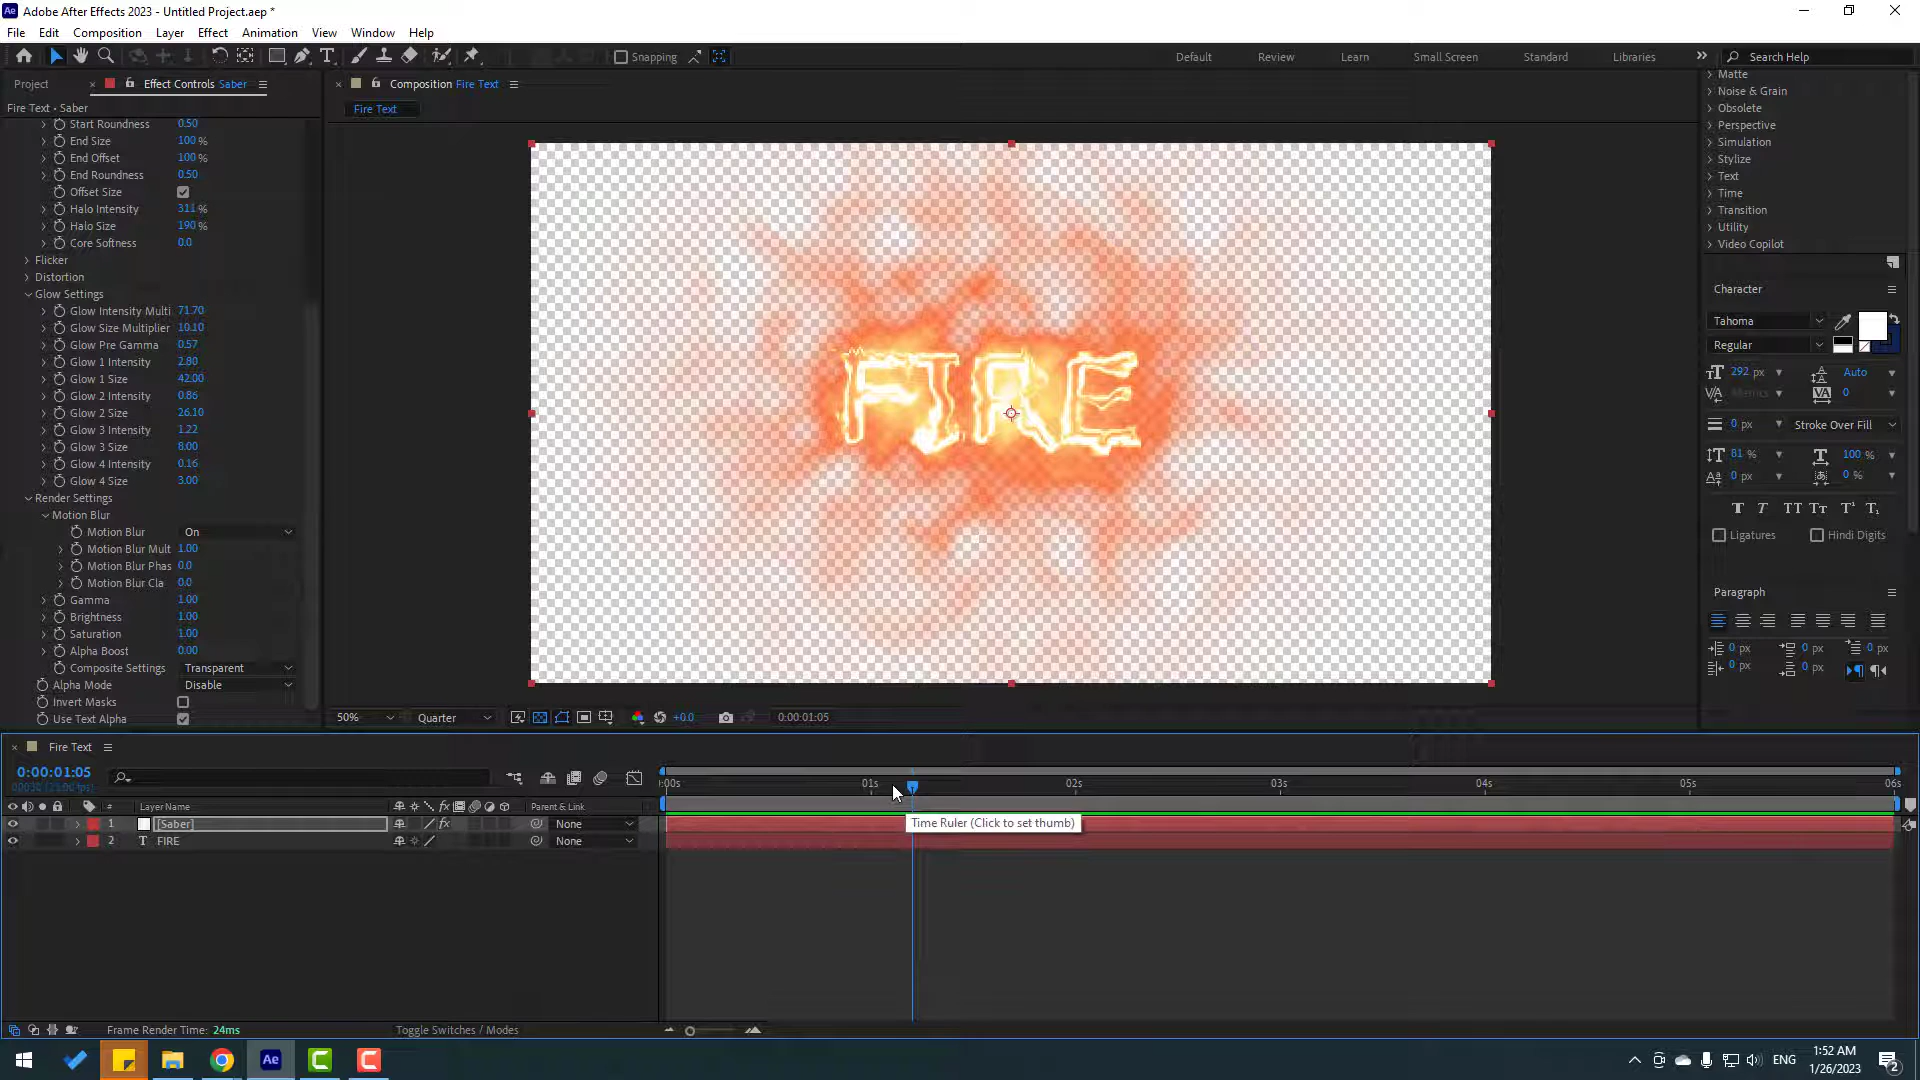 Adobe After Effects 2023 - Untitled Project.aep *
File Edit Composition Layer Effect Animation View Window Help
Snapping
Default Review Learn Small Screen Standard Libraries
Search Help
Project
Effect Controls Saber
Composition Fire Text
Fire Text • Saber
Fire Text
Start Roundness 0.50
End Size 100 %
End Offset 100 %
End Roundness 0.50
Offset Size
Halo Intensity 311 %
Halo Size 190 %
Core Softness 0.0
Flicker
Distortion
Glow Settings
Glow Intensity Multi 71.70
Glow Size Multiplier 10.10
Glow Pre Gamma 0.57
Glow 1 Intensity 2.80
Glow 1 Size 42.00
Glow 2 Intensity 0.86
Glow 2 Size 26.10
Glow 3 Intensity 1.22
Glow 3 Size 8.00
Glow 4 Intensity 0.16
Glow 4 Size 3.00
Render Settings
Motion Blur
Motion Blur On
Motion Blur Mult 1.00
Motion Blur Phas 0.0
Motion Blur Cla 0.0
Gamma 1.00
Brightness 1.00
Saturation 1.00
Alpha Boost 0.00
Composite Settings Transparent
Alpha Mode Disable
Invert Masks
Use Text Alpha
FIRE
50% Quarter +0.0 0:00:01:05
Matte
Noise & Grain
Obsolete
Perspective
Simulation
Stylize
Text
Time
Transition
Utility
Video Copilot
Character
Tahoma
Regular
292 px Auto
Metrics 0
0 px Stroke Over Fill
81 % 100 %
0 px 0 %
Ligatures Hindi Digits
Paragraph
0 px 0 px 0 px
0 px 0 px
Fire Text
0:00:01:05
:00s 01s 02s 03s 04s 05s 06s
# Layer Name Parent & Link
1 [Saber] None
2 T FIRE None
Time Ruler (Click to set thumb)
Frame Render Time: 24ms
Toggle Switches / Modes
Ae
ENG
1:52 AM
1/26/2023
2